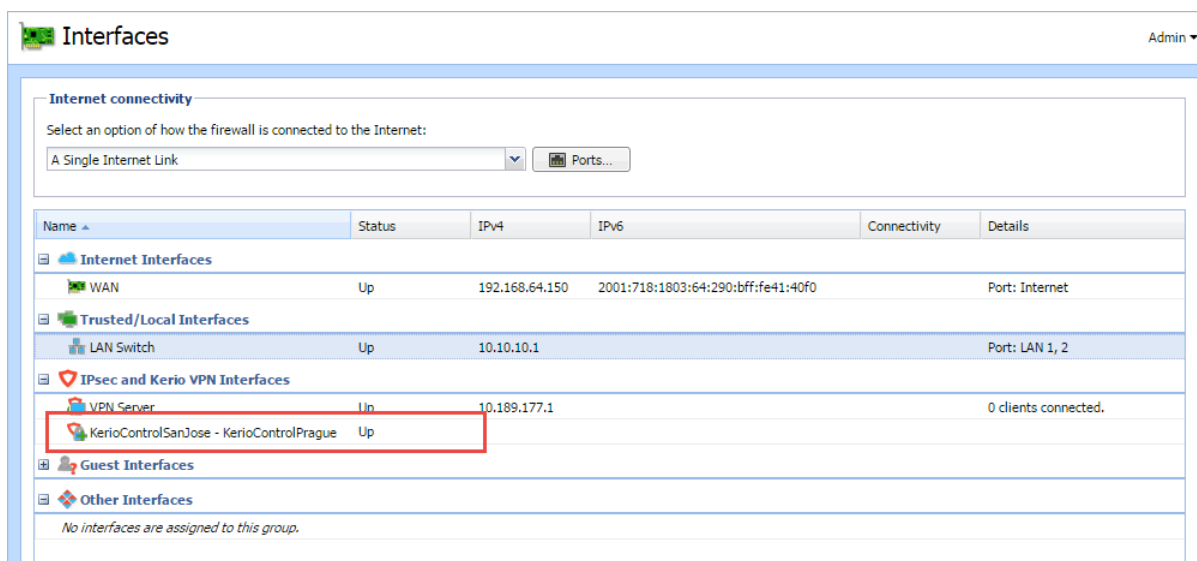 Interfaces
Admin
Internet connectivity
Select an option of how the firewall is connected to the Internet:
A Single Internet Link Ports...
Name Status IPv4 IPv6 Connectivity Details
Internet Interfaces
WAN Up 192.168.64.150 2001:718:1803:64:290:bff:fe41:40f0 Port: Internet
Trusted/Local Interfaces
LAN Switch Up 10.10.10.1 Port: LAN 1, 2
IPsec and Kerio VPN Interfaces
VPN Server Up 10.189.177.1 0 clients connected.
KerioControlSanJose - KerioControlPrague Up
Guest Interfaces
Other Interfaces
No interfaces are assigned to this group.